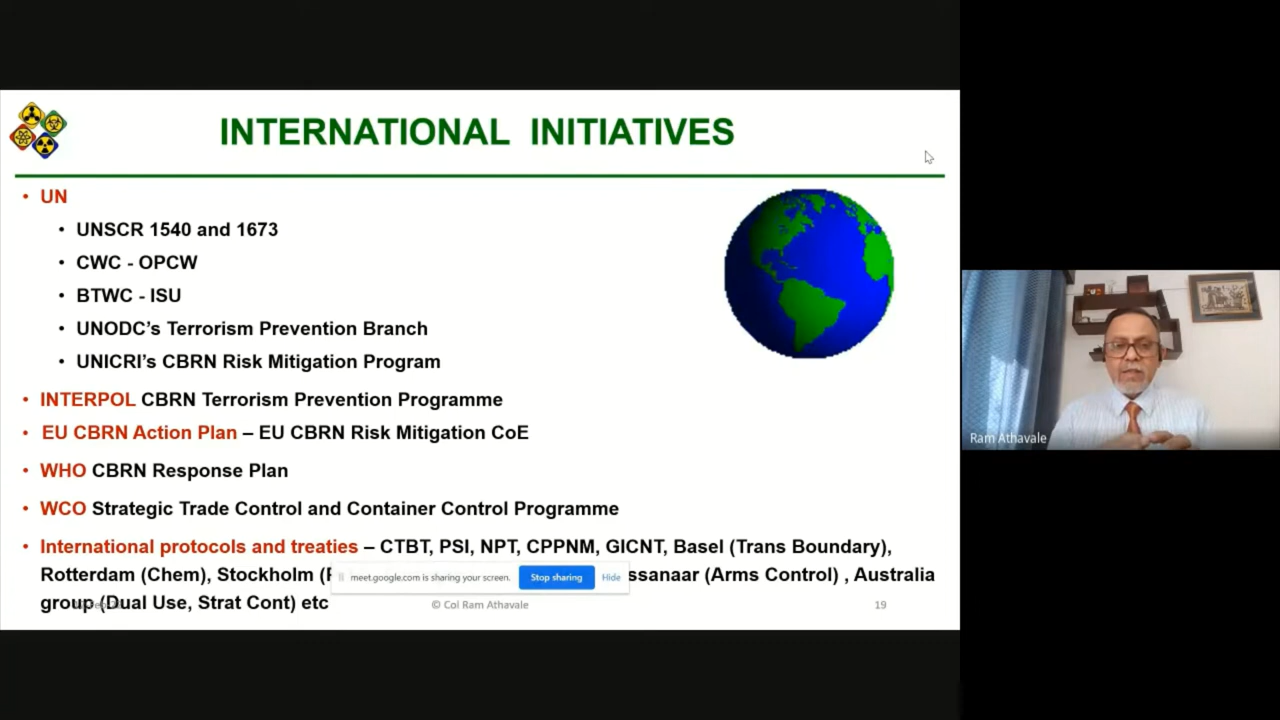 INTERNATIONAL INITIATIVES
• UN
• UNSCR 1540 and 1673
• CWC - OPCW
• BTWC - ISU
• UNODC’s Terrorism Prevention Branch
• UNICRI’s CBRN Risk Mitigation Program
• INTERPOL CBRN Terrorism Prevention Programme
• EU CBRN Action Plan – EU CBRN Risk Mitigation CoE
• WHO CBRN Response Plan
• WCO Strategic Trade Control and Container Control Programme
• International protocols and treaties – CTBT, PSI, NPT, CPPNM, GICNT, Basel (Trans Boundary),
Rotterdam (Chem), Stockholm (Arms Control) , Australia
group (Dual Use, Strat Cont) etc
meet.google.com is sharing your screen. Stop sharing Hide
© Col Ram Athavale
19
Ram Athavale